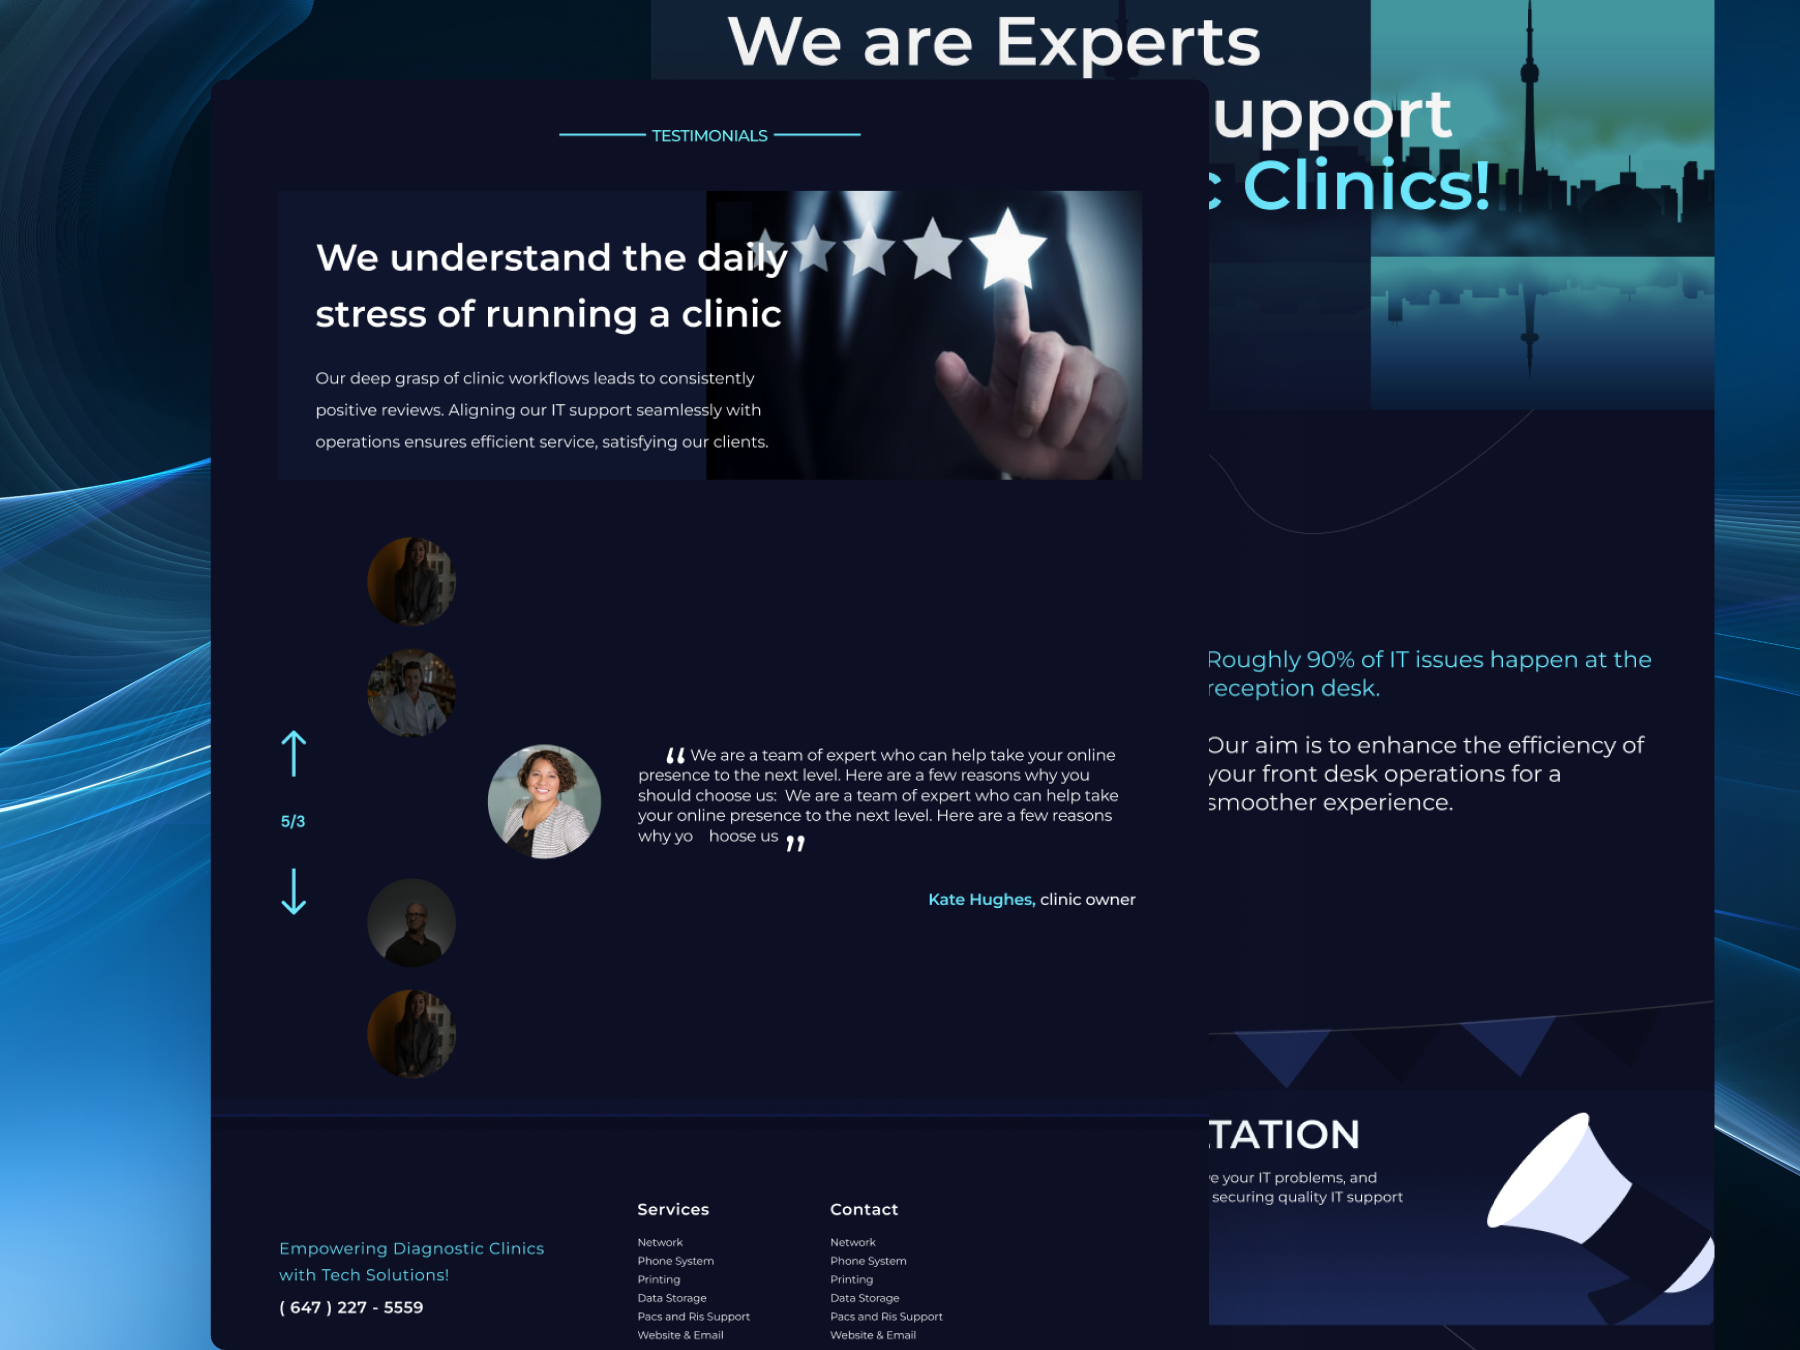 We are Experts
upport
c Clinics!
TESTIMONIALS
We understand the daily
stress of running a clinic
Our deep grasp of clinic workflows leads to consistently
positive reviews. Aligning our IT support seamlessly with
operations ensures efficient service, satisfying our clients.
Roughly 90% of IT issues happen at the
reception desk.
Our aim is to enhance the efficiency of
your front desk operations for a
smoother experience.
5/3
“ We are a team of expert who can help take your online
presence to the next level. Here are a few reasons why you
should choose us: We are a team of expert who can help take
your online presence to the next level. Here are a few reasons
why yo hoose us ”
Kate Hughes, clinic owner
TATION
e your IT problems, and
securing quality IT support
Empowering Diagnostic Clinics
with Tech Solutions!
( 647 ) 227 - 5559
Services
Network
Phone System
Printing
Data Storage
Pacs and Ris Support
Website & Email
Contact
Network
Phone System
Printing
Data Storage
Pacs and Ris Support
Website & Email